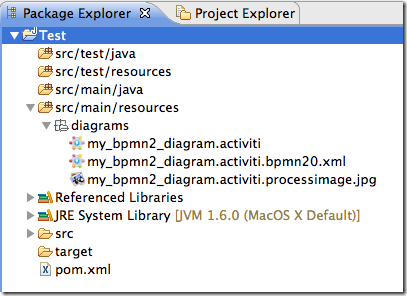 Package Explorer Project Explorer
Test
src/test/java
src/test/resources
src/main/java
src/main/resources
diagrams
my_bpmn2_diagram.activiti
my_bpmn2_diagram.activiti.bpmn20.xml
my_bpmn2_diagram.activiti.processimage.jpg
Referenced Libraries
JRE System Library [JVM 1.6.0 (MacOS X Default)]
src
target
pom.xml